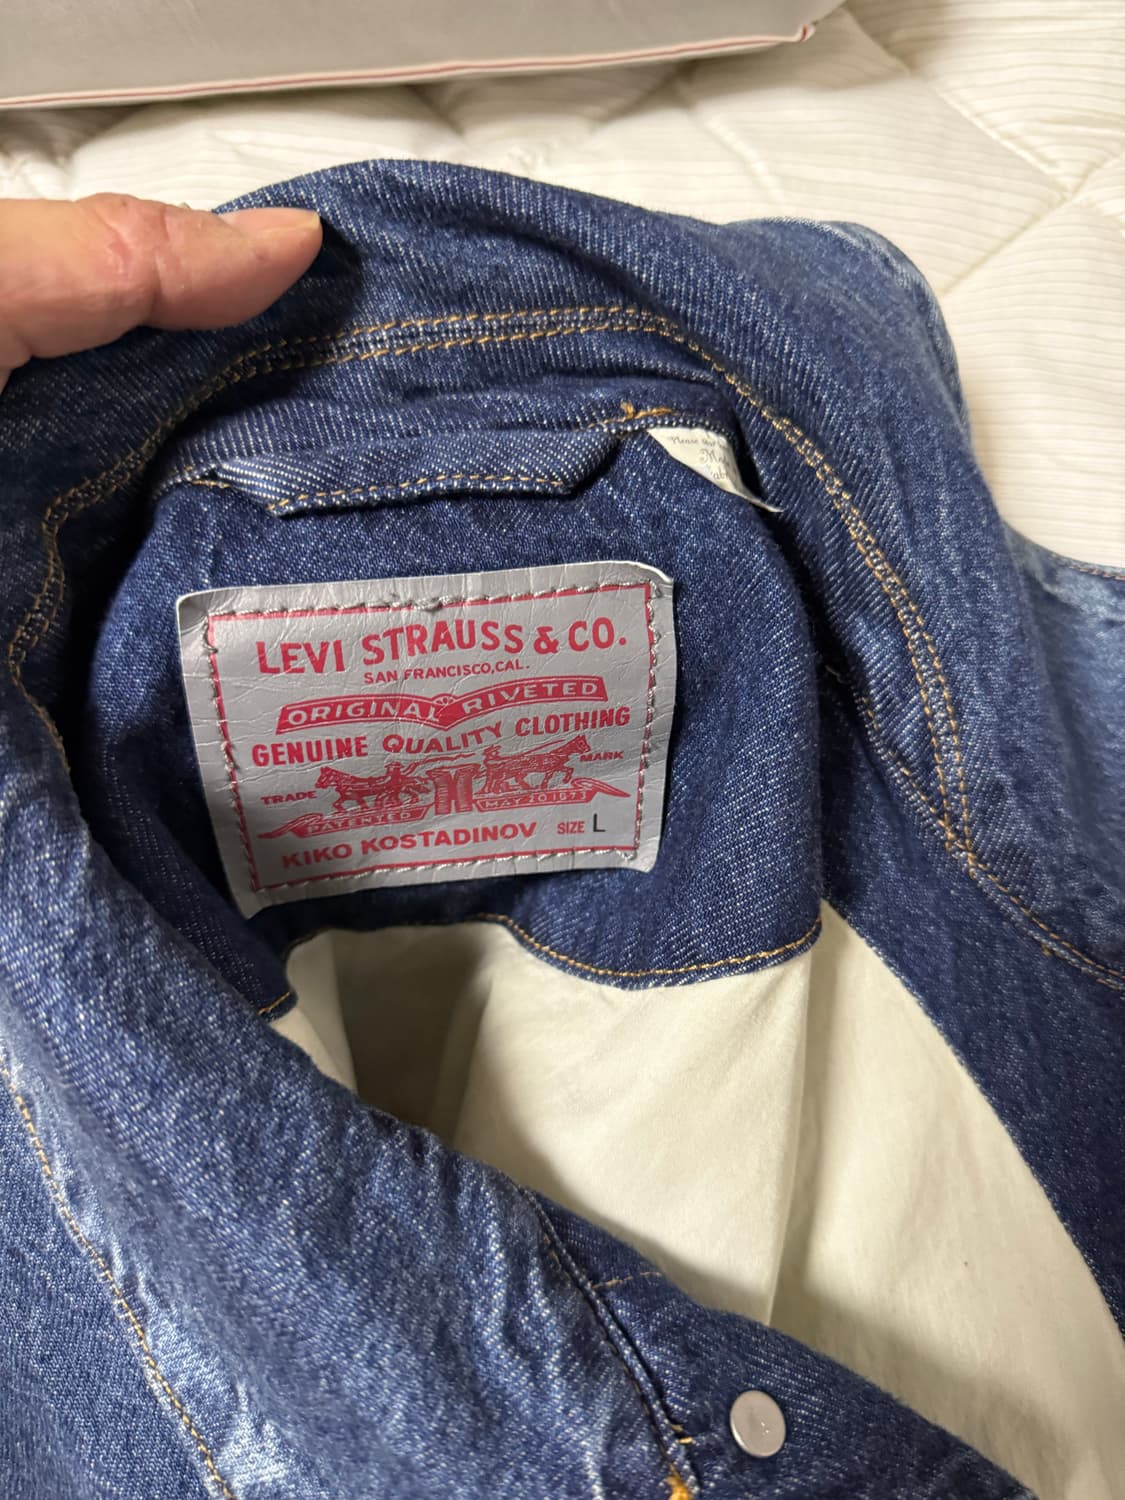 Please
LEVI STRAUSS & CO.
SAN FRANCISCO, CAL.
ORIGINAL RIVETED
GENUINE QUALITY CLOTHING
TRADE MARK
PATENTED MAY 20 1873
KIKO KOSTADINOV SIZE L